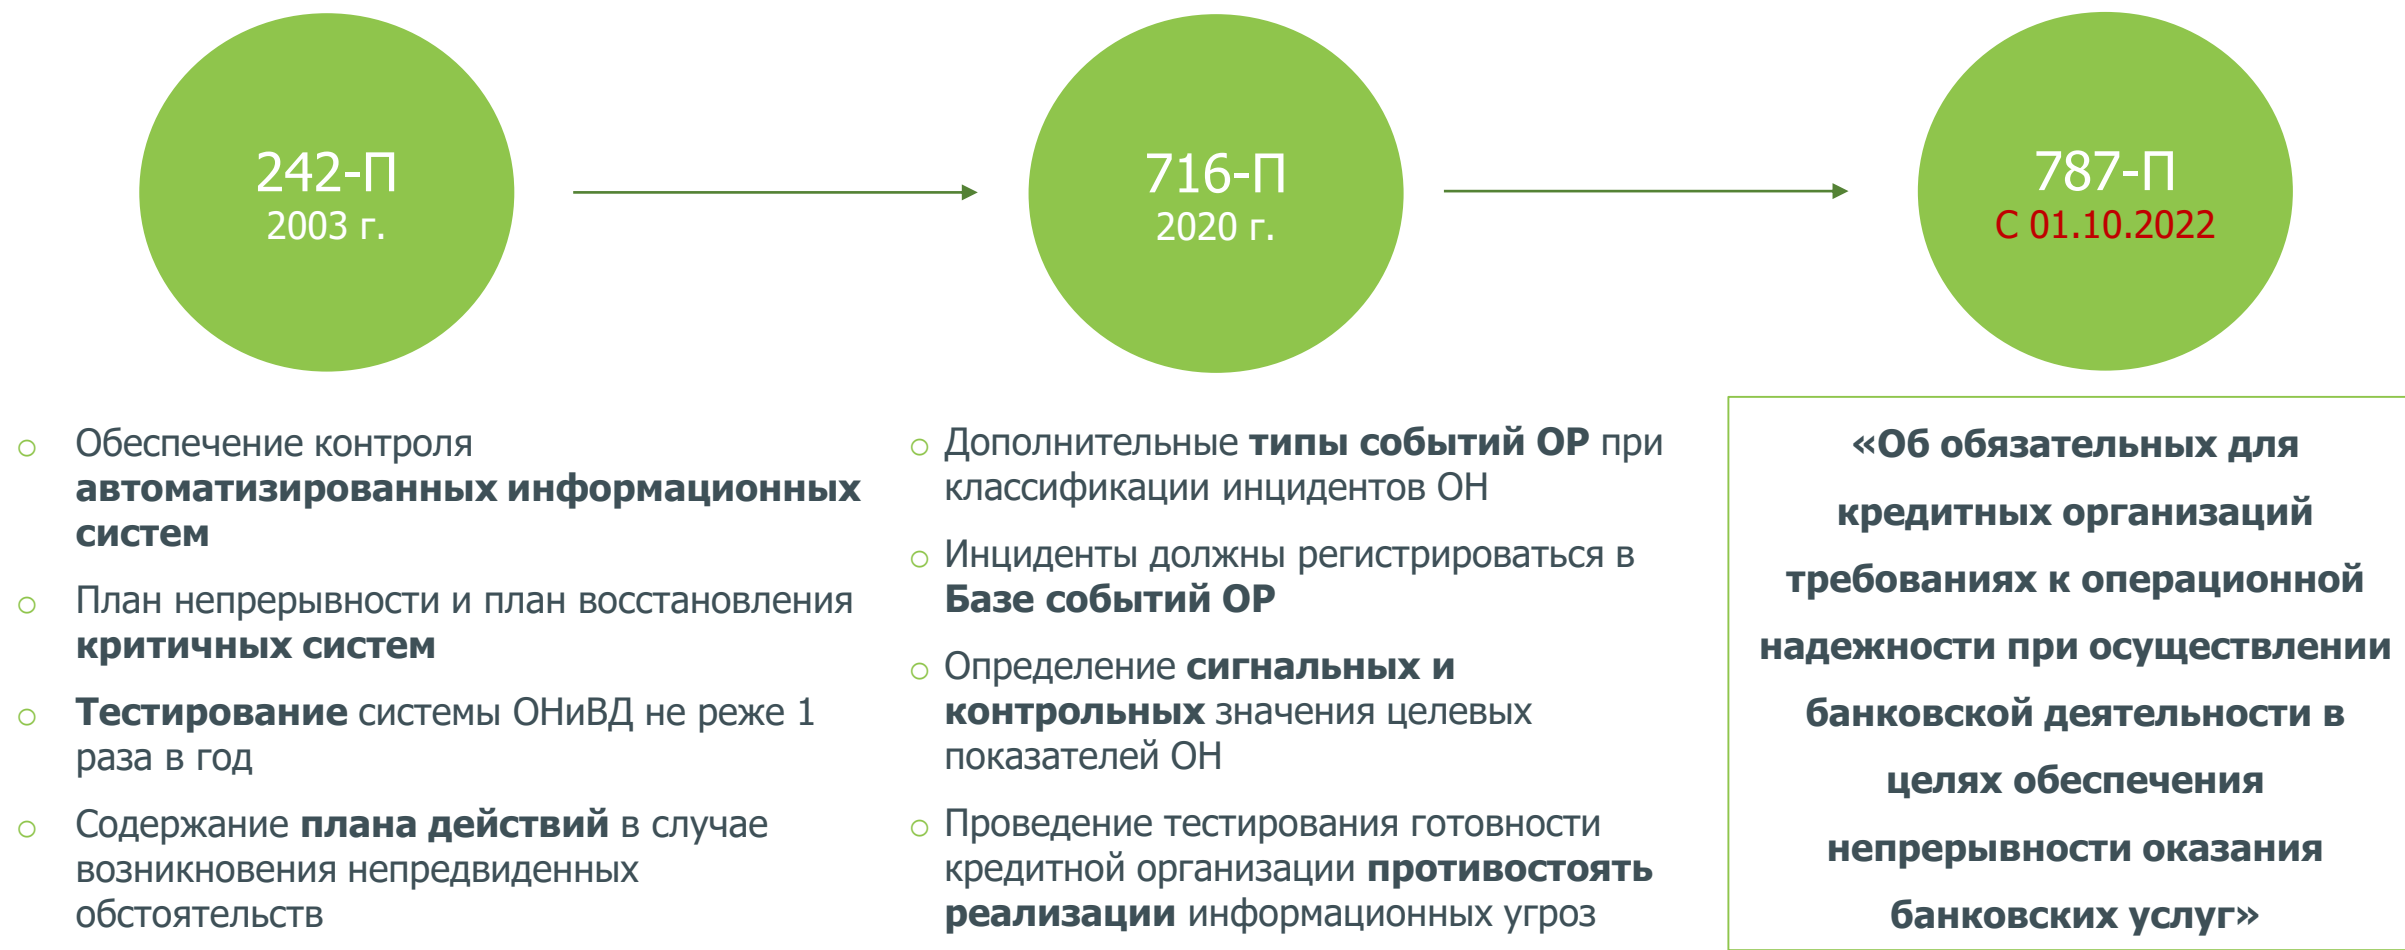 242-П
2003 г.
716-П
2020 г.
787-П
С 01.10.2022
o Обеспечение контроля
автоматизированных информационных
систем
o План непрерывности и план восстановления
критичных систем
o Тестирование системы ОНиВД не реже 1
раза в год
o Содержание плана действий в случае
возникновения непредвиденных
обстоятельств
o Дополнительные типы событий ОР при
классификации инцидентов ОН
o Инциденты должны регистрироваться в
Базе событий ОР
o Определение сигнальных и
контрольных значения целевых
показателей ОН
o Проведение тестирования готовности
кредитной организации противостоять
реализации информационных угроз
«Об обязательных для
кредитных организаций
требованиях к операционной
надежности при осуществлении
банковской деятельности в
целях обеспечения
непрерывности оказания
банковских услуг»